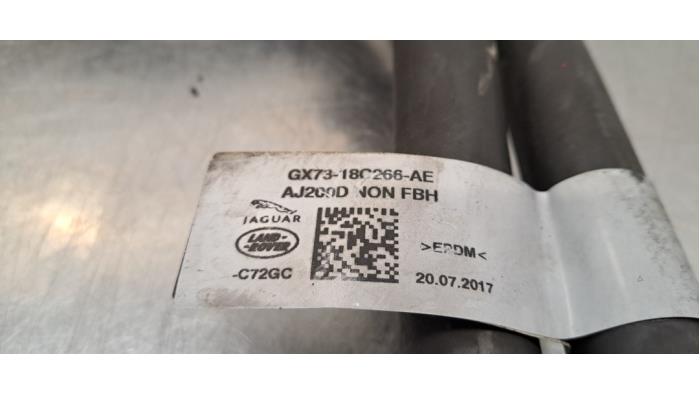 GX73-18C266-AE
AJ200D NON FBH
JAGUAR
LAND-
-ROVER
>EPDM<
-C72GC
20.07.2017